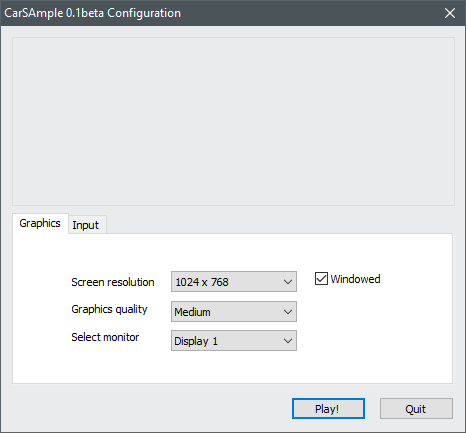 CarSAmple 0.1beta Configuration
Graphics Input
Screen resolution 1024 x 768 Windowed
Graphics quality Medium
Select monitor Display 1
Play! Quit